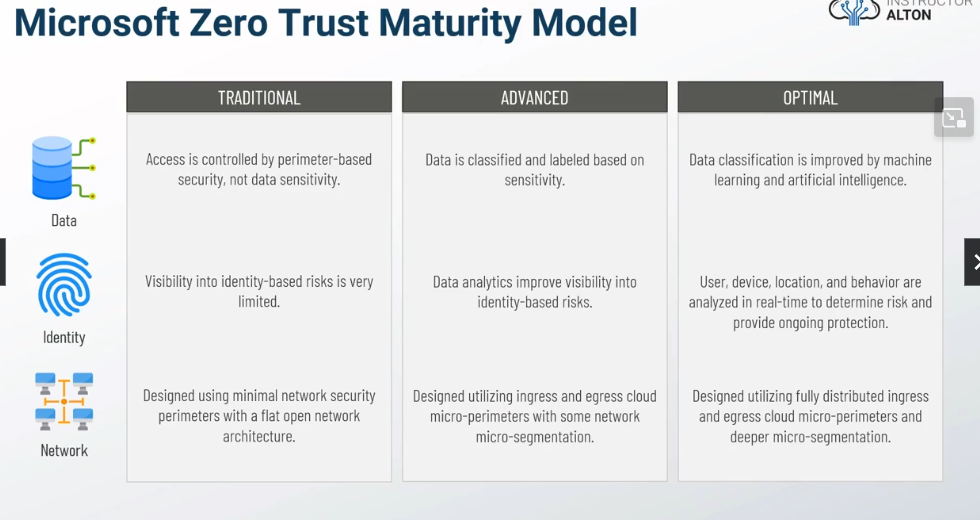 Microsoft Zero Trust Maturity Model
INSTRUCTOR
ALTON
TRADITIONAL
ADVANCED
OPTIMAL
Data
Access is controlled by perimeter-based
security, not data sensitivity.
Data is classified and labeled based on
sensitivity.
Data classification is improved by machine
learning and artificial intelligence.
Identity
Visibility into identity-based risks is very
limited.
Data analytics improve visibility into
identity-based risks.
User, device, location, and behavior are
analyzed in real-time to determine risk and
provide ongoing protection.
Network
Designed using minimal network security
perimeters with a flat open network
architecture.
Designed utilizing ingress and egress cloud
micro-perimeters with some network
micro-segmentation.
Designed utilizing fully distributed ingress
and egress cloud micro-perimeters and
deeper micro-segmentation.